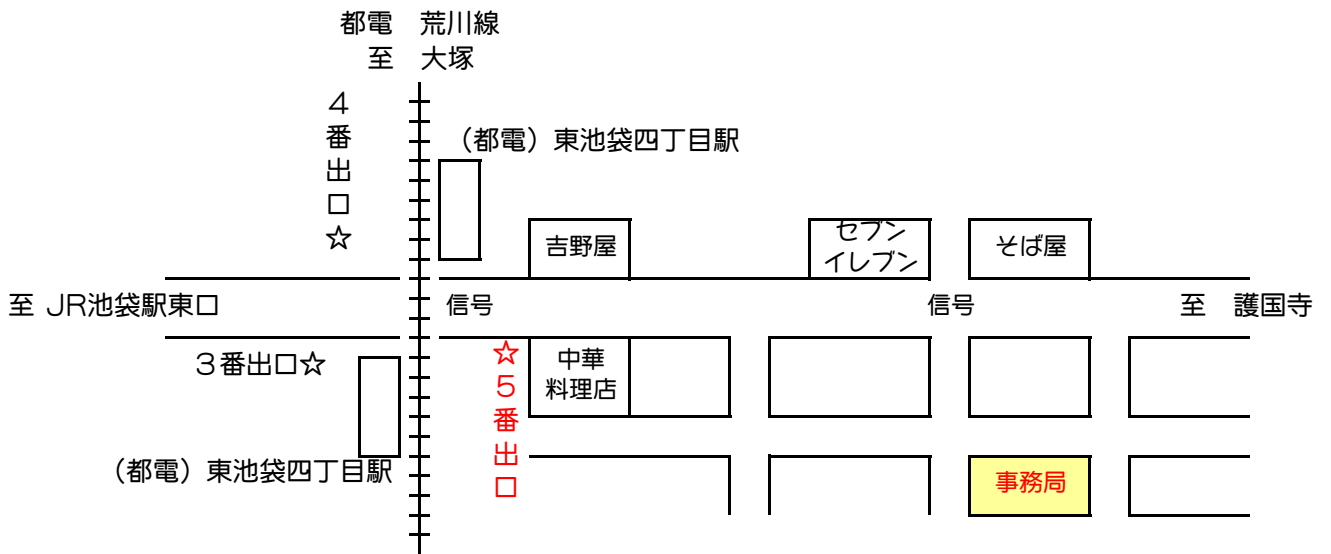 都電　荒川線
至　大塚
4番出口☆
（都電）東池袋四丁目駅
吉野屋
セブン
イレブン
そば屋
至 JR池袋駅東口
信号
信号
至　護国寺
3番出口☆
☆5番出口
中華
料理店
（都電）東池袋四丁目駅
事務局